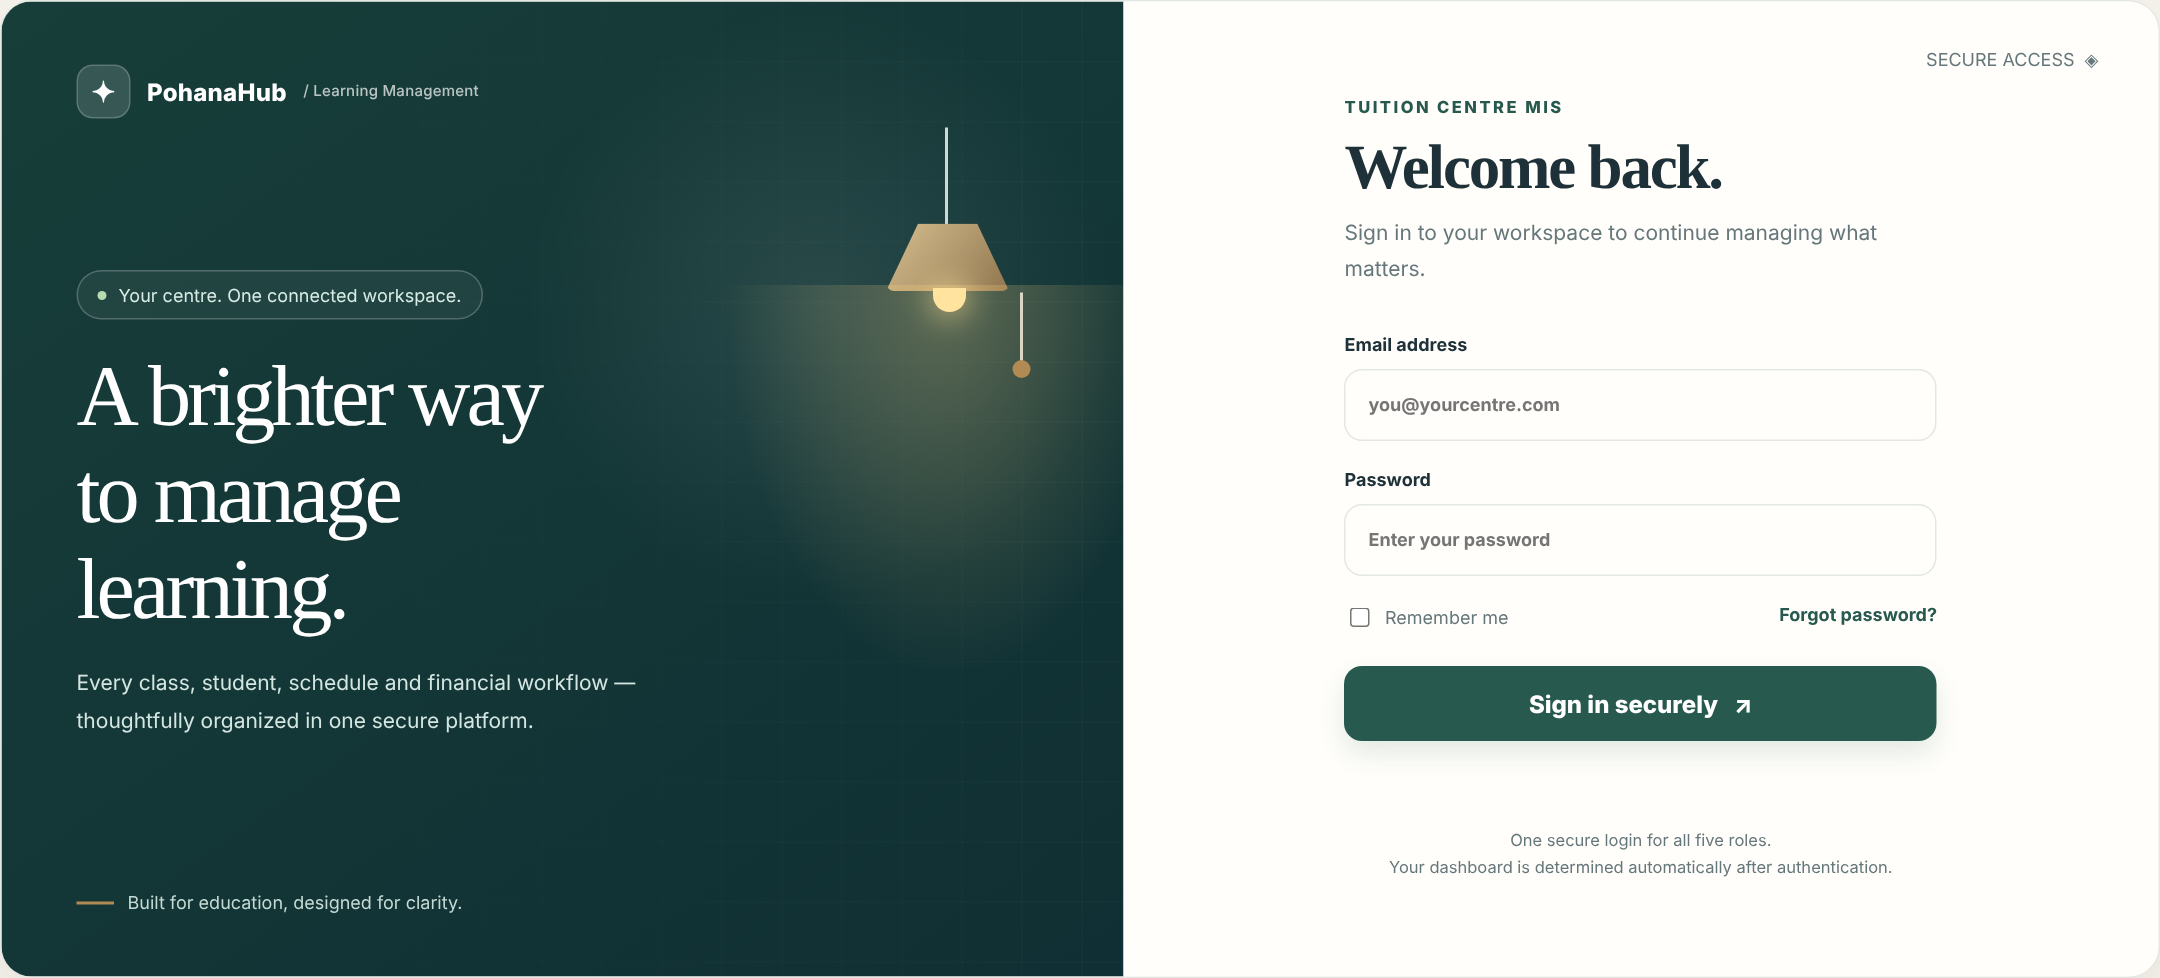 PohanaHub / Learning Management
Your centre. One connected workspace.
A brighter way
to manage
learning.
Every class, student, schedule and financial workflow —
thoughtfully organized in one secure platform.
Built for education, designed for clarity.
SECURE ACCESS ◈
TUITION CENTRE MIS
Welcome back.
Sign in to your workspace to continue managing what
matters.
Email address
you@yourcentre.com
Password
Enter your password
Remember me
Forgot password?
Sign in securely ↗
One secure login for all five roles.
Your dashboard is determined automatically after authentication.